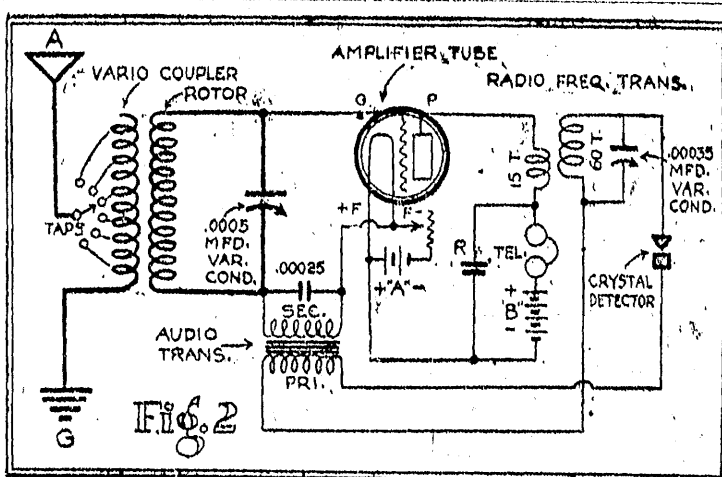 A
VARIO COUPLER
ROTOR
TAPS
.0005
MFD.
VAR.
COND.
AMPLIFIER TUBE
G
P
+F
F-
+"A"-
RADIO FREQ. TRANS.
15 T.
60 T.
.00035
MFD.
VAR.
COND.
R
TEL.
+
"B"
-
CRYSTAL
DETECTOR
.00025
SEC.
AUDIO
TRANS.
PRI.
G
Fig. 2